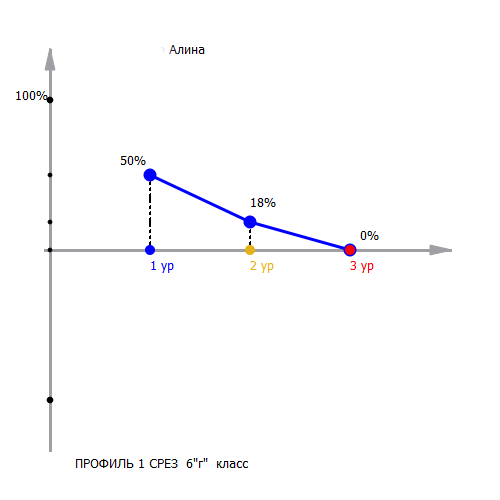 Алина
100%
50%
18%
0%
1 ур
2 ур
3 ур
ПРОФИЛЬ 1 СРЕЗ 6"г" класс